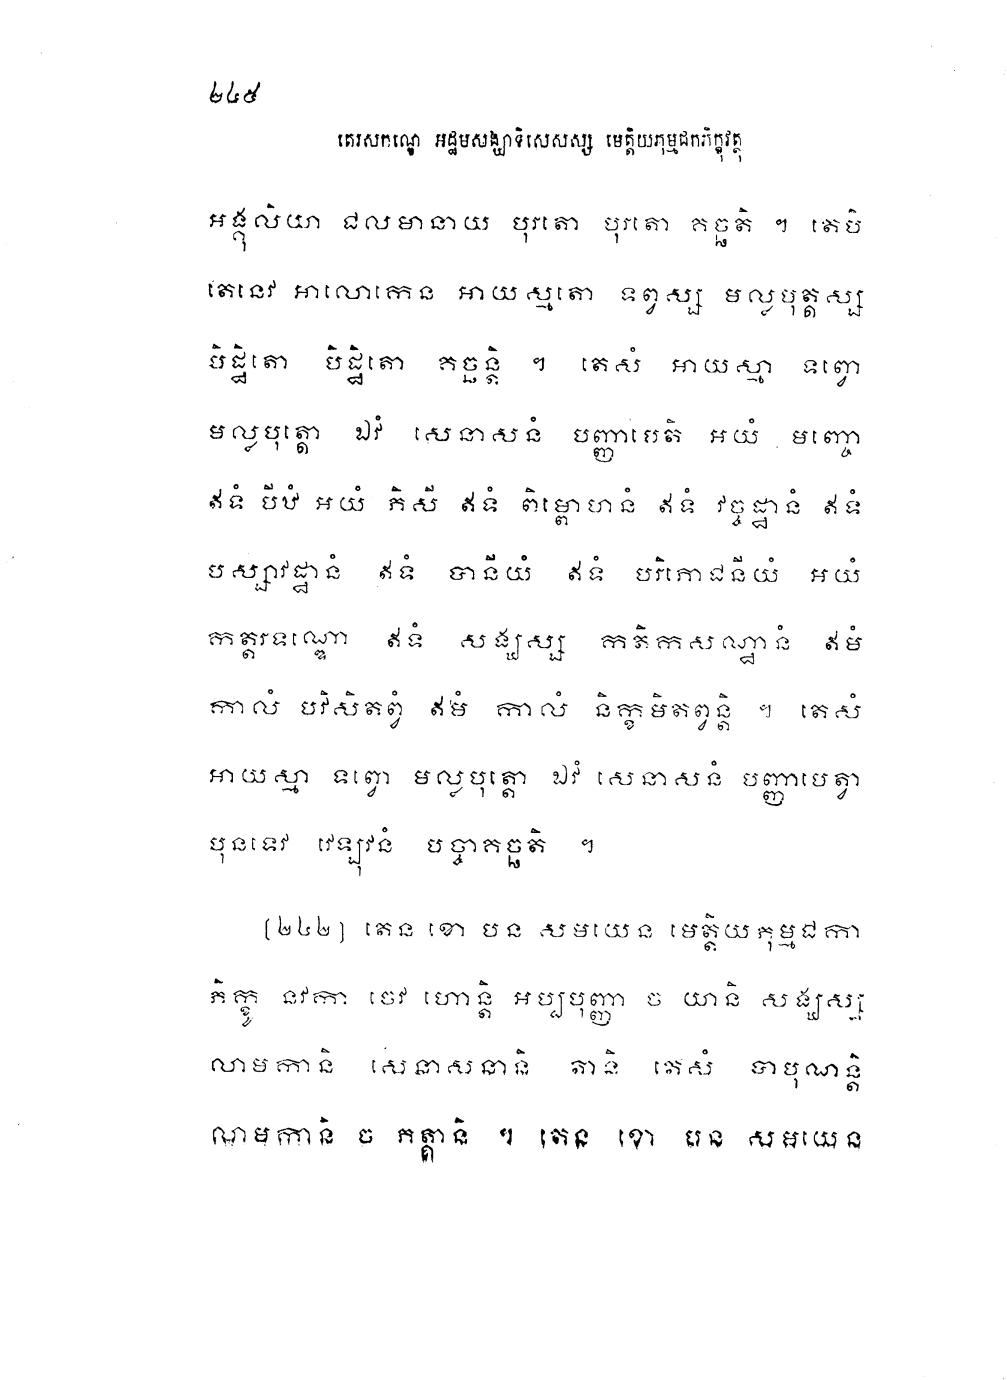 ២៤៩
តេរសកណ្ឌេ អដ្ឋមសង្ឃាទិសេសស្ស មេត្តិយភុម្មជកភិក្ខុវត្ថុ
អង្គុលិយា ជលមានាយ បុរតោ បុរតោ គច្ឆតិ ។ តេបិ
តេនេវ អាលោកេន អាយស្មតោ ទព្វស្ស មល្លបុត្តស្ស
បិដ្ឋិតោ បិដ្ឋិតោ គច្ឆន្តិ ។ តេសំ អាយស្មា ទព្វោ
មល្លបុត្តោ ឯវំ សេនាសនំ បញ្ញាបេតិ អយំ មញ្ចោ
ឥទំ បីឋំ អយំ ភិសី ឥទំ ពិម្ពោហនំ ឥទំ វច្ចដ្ឋានំ ឥទំ
បស្សាវដ្ឋានំ ឥទំ បានីយំ ឥទំ បរិភោជនីយំ អយំ
កត្តរទណ្ឌោ ឥទំ សង្ឃស្ស កតិកសណ្ឋានំ ឥមំ
កាលំ បវិសិតព្វំ ឥមំ កាលំ និក្ខមិតព្វន្តិ ។ តេសំ
អាយស្មា ទព្វោ មល្លបុត្តោ ឯវំ សេនាសនំ បញ្ញាបេត្វា
បុនទេវ វេឡុវនំ បច្ចាគច្ឆតិ ។
[២៤២] តេន ខោ បន សមយេន មេត្តិយភុម្មជកា
ភិក្ខូ នវកា ចេវ ហោន្តិ អប្បបុញ្ញា ច យានិ សង្ឃស្ស
លាមកានិ សេនាសនានិ តានិ តេសំ បាបុណន្តិ
លាមកានិ ច ភត្តានិ ។ តេន ខោ បន សមយេន